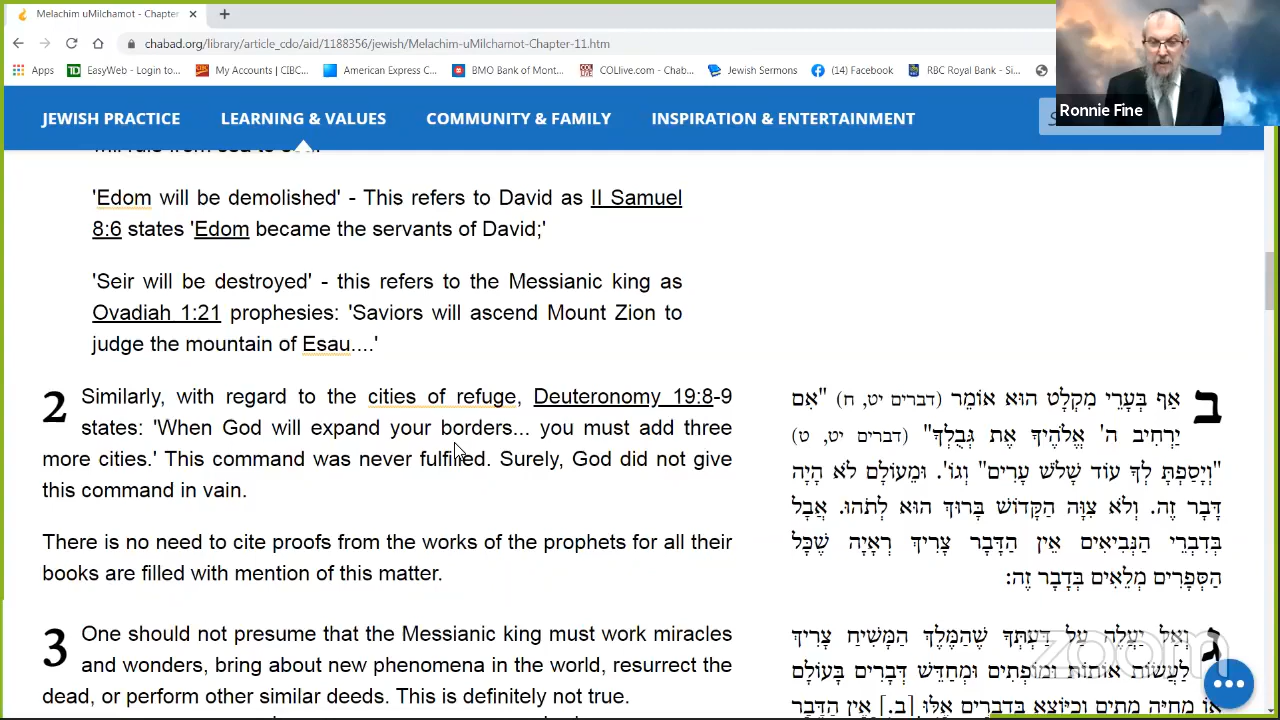 Melachim uMilchamot - Chapter
chabad.org/library/article_cdo/aid/1188356/jewish/Melachim-uMilchamot-Chapter-11.htm
Apps EasyWeb - Login to... My Accounts | CIBC... American Express C... BMO Bank of Mont... COLlive.com - Chab... Jewish Sermons (14) Facebook RBC Royal Bank - Si...
Ronnie Fine
JEWISH PRACTICE LEARNING & VALUES COMMUNITY & FAMILY INSPIRATION & ENTERTAINMENT
will rule from sea to sea.'
'Edom will be demolished' - This refers to David as II Samuel
8:6 states 'Edom became the servants of David;'
'Seir will be destroyed' - this refers to the Messianic king as
Ovadiah 1:21 prophesies: 'Saviors will ascend Mount Zion to
judge the mountain of Esau....'
2 Similarly, with regard to the cities of refuge, Deuteronomy 19:8-9
states: 'When God will expand your borders... you must add three
more cities.' This command was never fulfilled. Surely, God did not give
this command in vain.
There is no need to cite proofs from the works of the prophets for all their
books are filled with mention of this matter.
3 One should not presume that the Messianic king must work miracles
and wonders, bring about new phenomena in the world, resurrect the
dead, or perform other similar deeds. This is definitely not true.
ב אַף בְּעָרֵי מִקְלָט הוּא אוֹמֵר (דברים יט, ח) "אִם
יַרְחִיב ה' אֱלֹהֶיךָ אֶת גְּבֻלְךָ" (דברים יט, ט)
"וְיָסַפְתָּ לְךָ עוֹד שָׁלֹשׁ עָרִים" וְגוֹ'. וּמֵעוֹלָם לֹא הָיָה
דָּבָר זֶה. וְלֹא צִוָּה הַקָּדוֹשׁ בָּרוּךְ הוּא לְתֹהוּ. אֲבָל
בְּדִבְרֵי הַנְּבִיאִים אֵין הַדָּבָר צָרִיךְ רְאָיָה שֶׁכָּל
הַסְּפָרִים מְלֵאִים בְּדָבָר זֶה:
ג וְאַל יַעֲלֶה עַל דַּעְתְּךָ שֶׁהַמֶּלֶךְ הַמָּשִׁיחַ צָרִיךְ
לַעֲשׂוֹת אוֹתוֹת וּמוֹפְתִים וּמְחַדֵּשׁ דְּבָרִים בָּעוֹלָם
אוֹ מְחַיֶּה מֵתִים וְכַיּוֹצֵא בִּדְבָרִים אֵלּוּ [ב.] אֵין הַדָּבָר
zoom